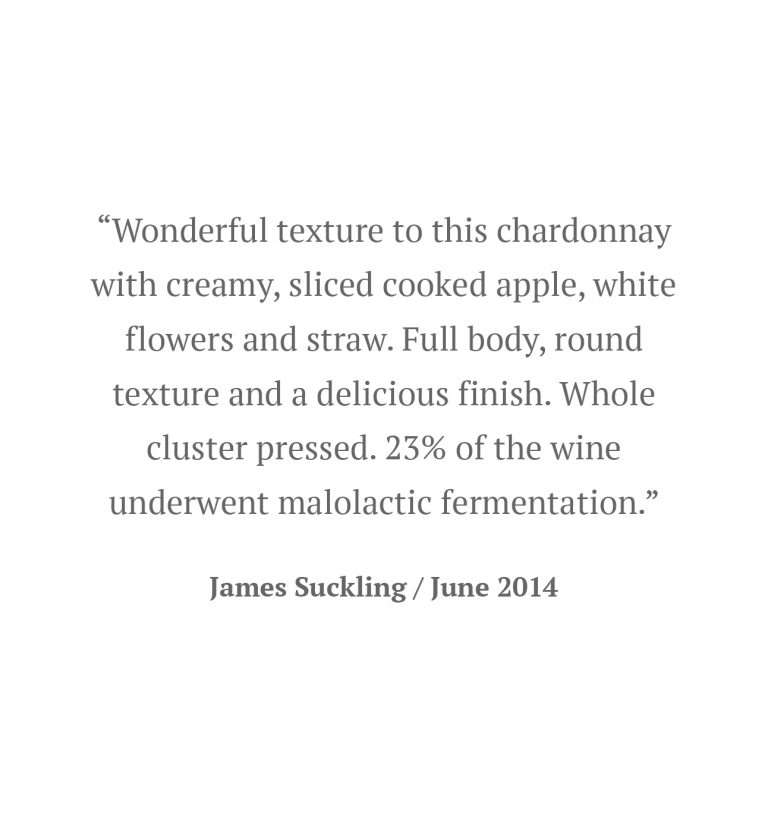 “Wonderful texture to this chardonnay
with creamy, sliced cooked apple, white
flowers and straw. Full body, round
texture and a delicious finish. Whole
cluster pressed. 23% of the wine
underwent malolactic fermentation.”
James Suckling / June 2014